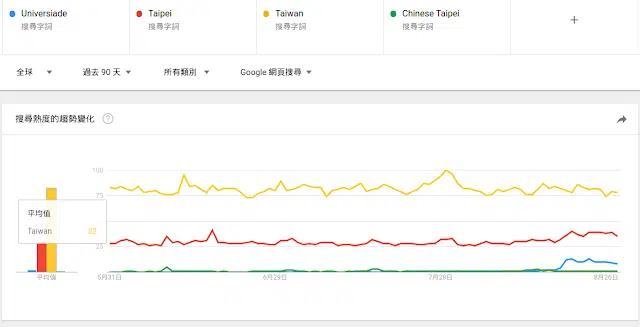 Universiade
搜尋字詞
Taipei
搜尋字詞
Taiwan
搜尋字詞
Chinese Taipei
搜尋字詞
+
全球
過去 90 天
所有類別
Google 網頁搜尋
搜尋熱度的趨勢變化 ?
100
75
25
平均值
Taiwan 82
平均值
5月31日
6月29日
7月28日
8月26日